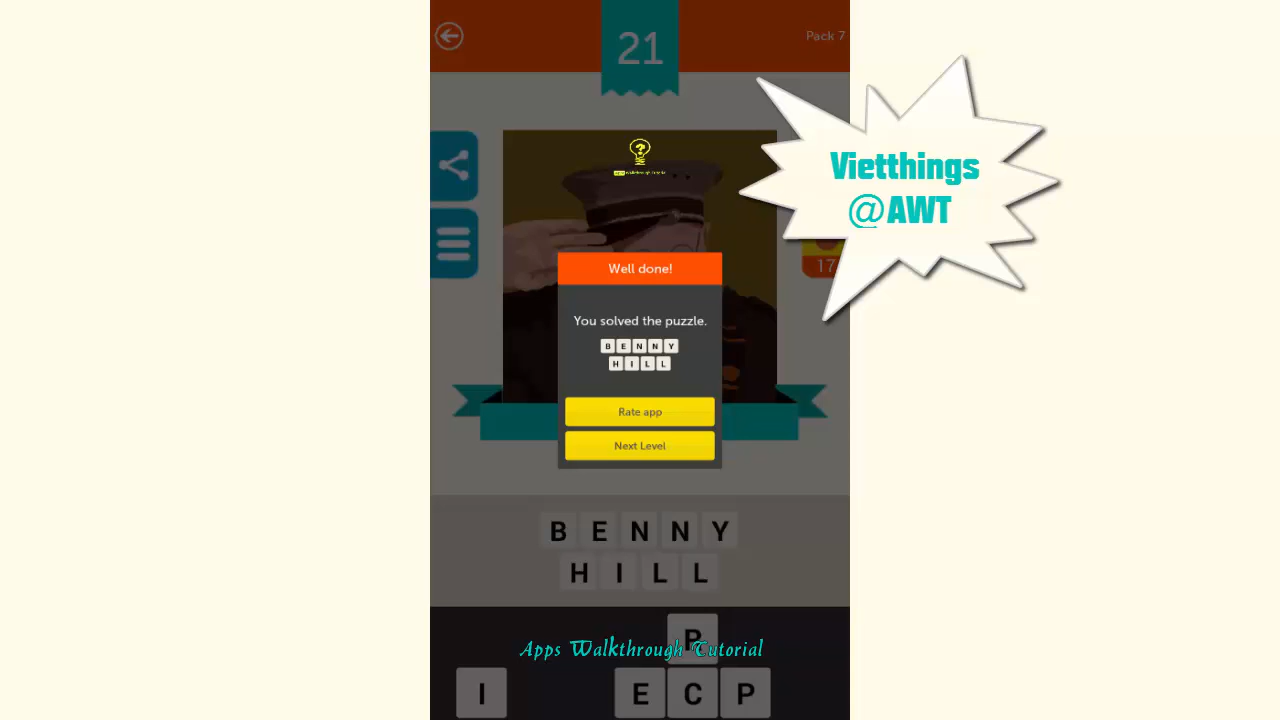 21
Pack 7
Vietthings
@AWT
17
Well done!
You solved the puzzle.
BENNY
HILL
Rate app
Next Level
BENNY
HILL
P
Apps Walkthrough Tutorial
I E C P